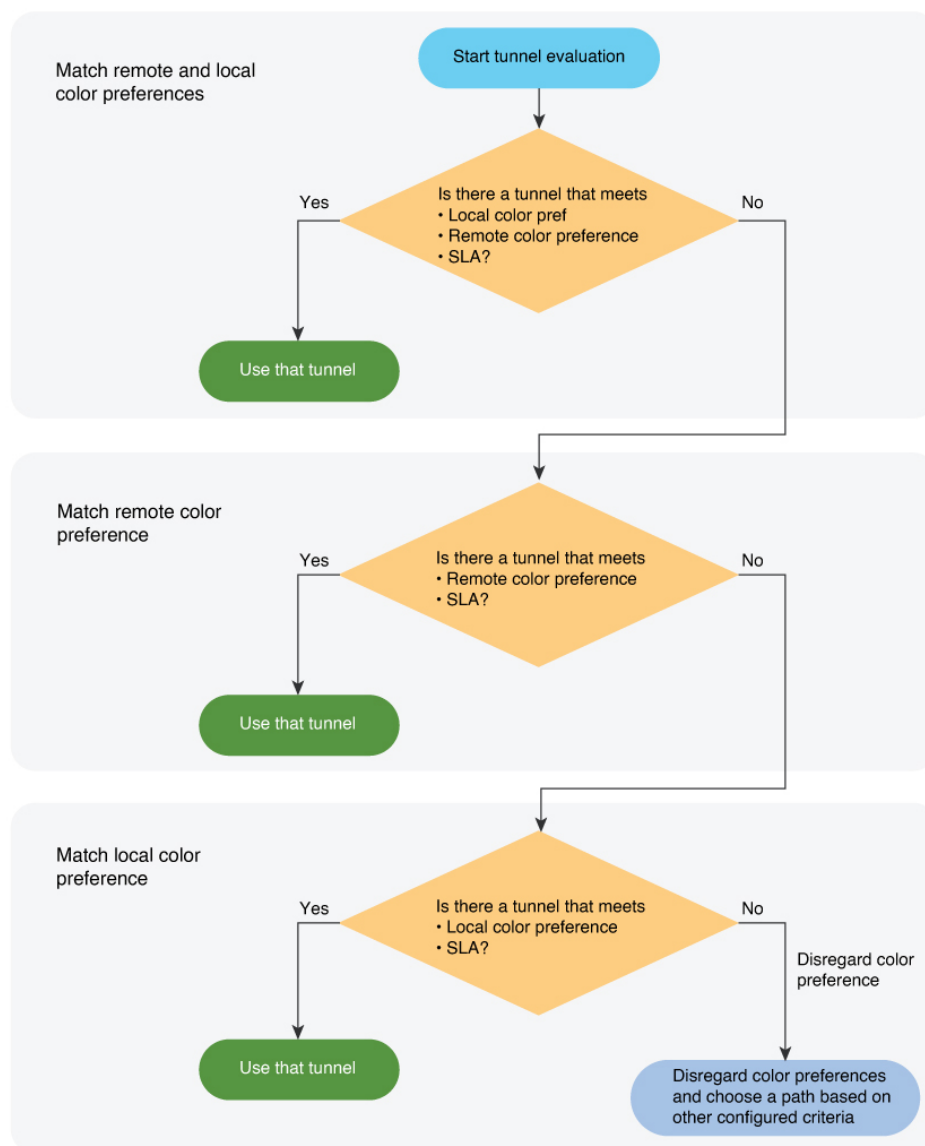 Start tunnel evaluation
Match remote and local
color preferences
Yes
Is there a tunnel that meets
• Local color pref
• Remote color preference
• SLA?
No
Use that tunnel
Match remote color
preference
Yes
Is there a tunnel that meets
• Remote color preference
• SLA?
No
Use that tunnel
Match local color
preference
Yes
Is there a tunnel that meets
• Local color preference
• SLA?
No
Disregard color
preference
Use that tunnel
Disregard color preferences
and choose a path based on
other configured criteria